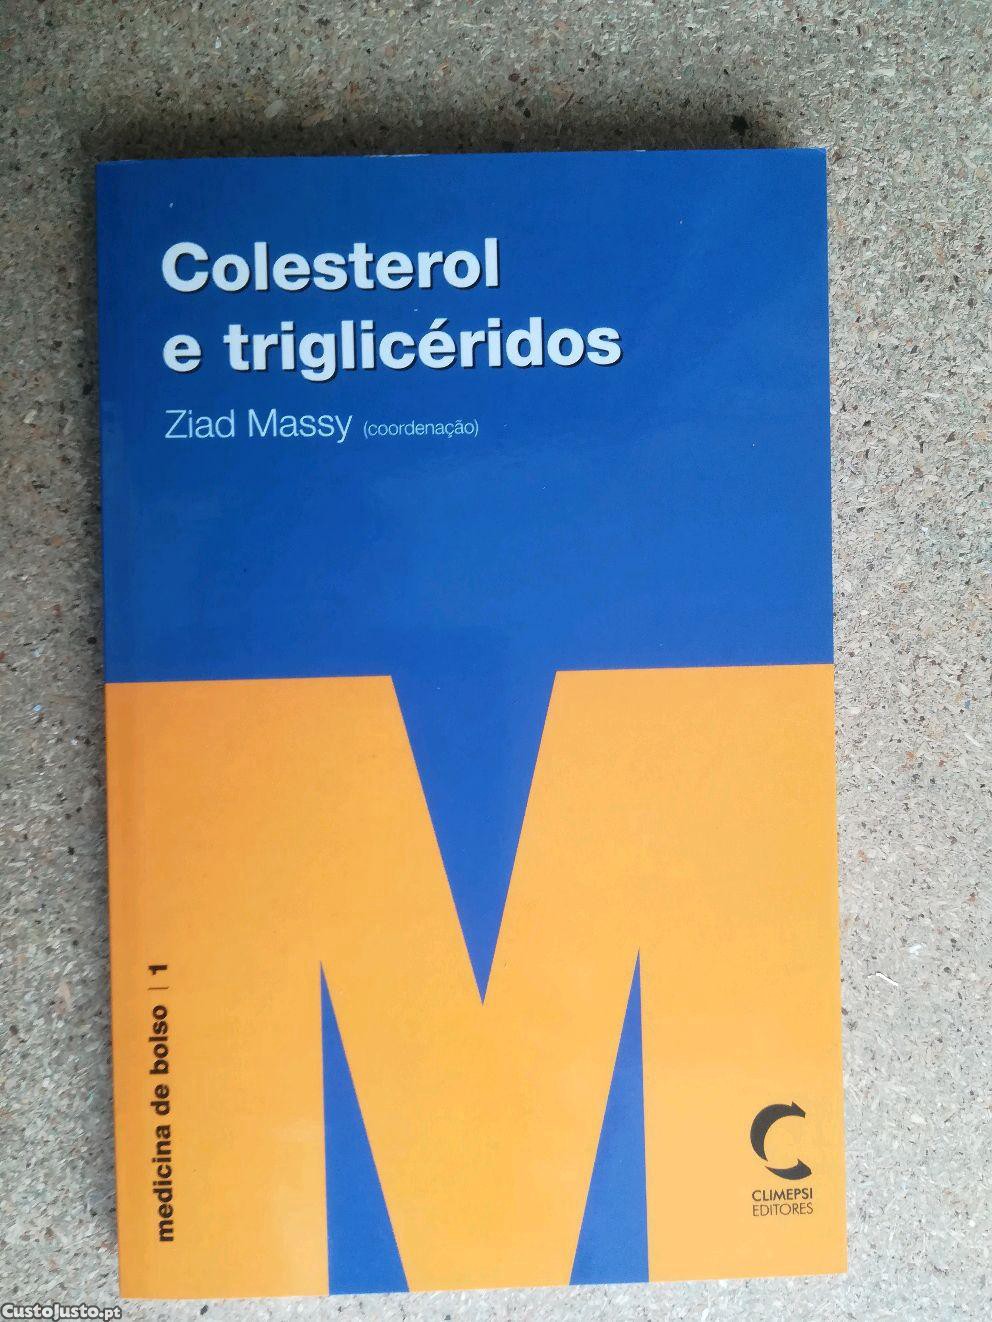 Colesterol
e triglicéridos
Ziad Massy (coordenação)
medicina de bolso | 1
CLIMEPSI
EDITORES
CustoJusto.pt